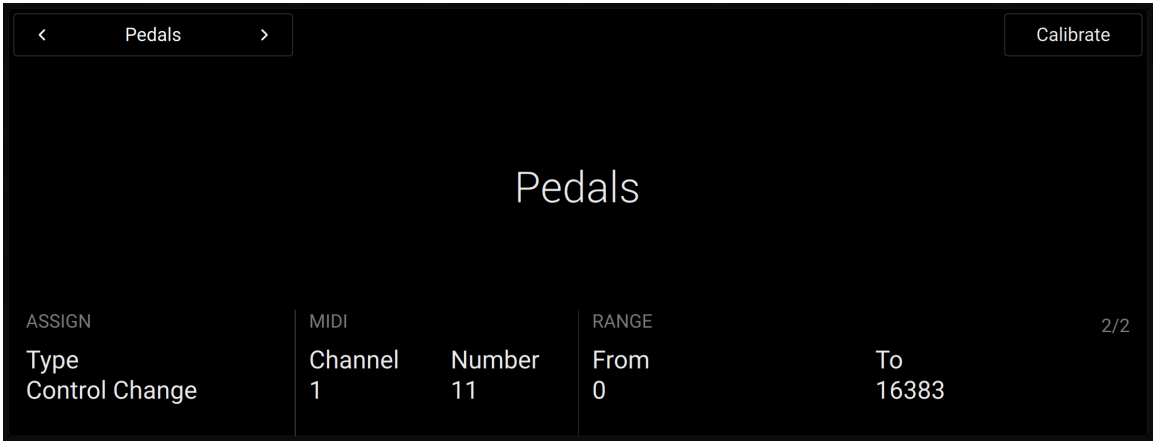 Pedals
Calibrate
Pedals
ASSIGN
MIDI
RANGE
2/2
Type
Channel
Number
From
To
Control Change
1
11
0
16383